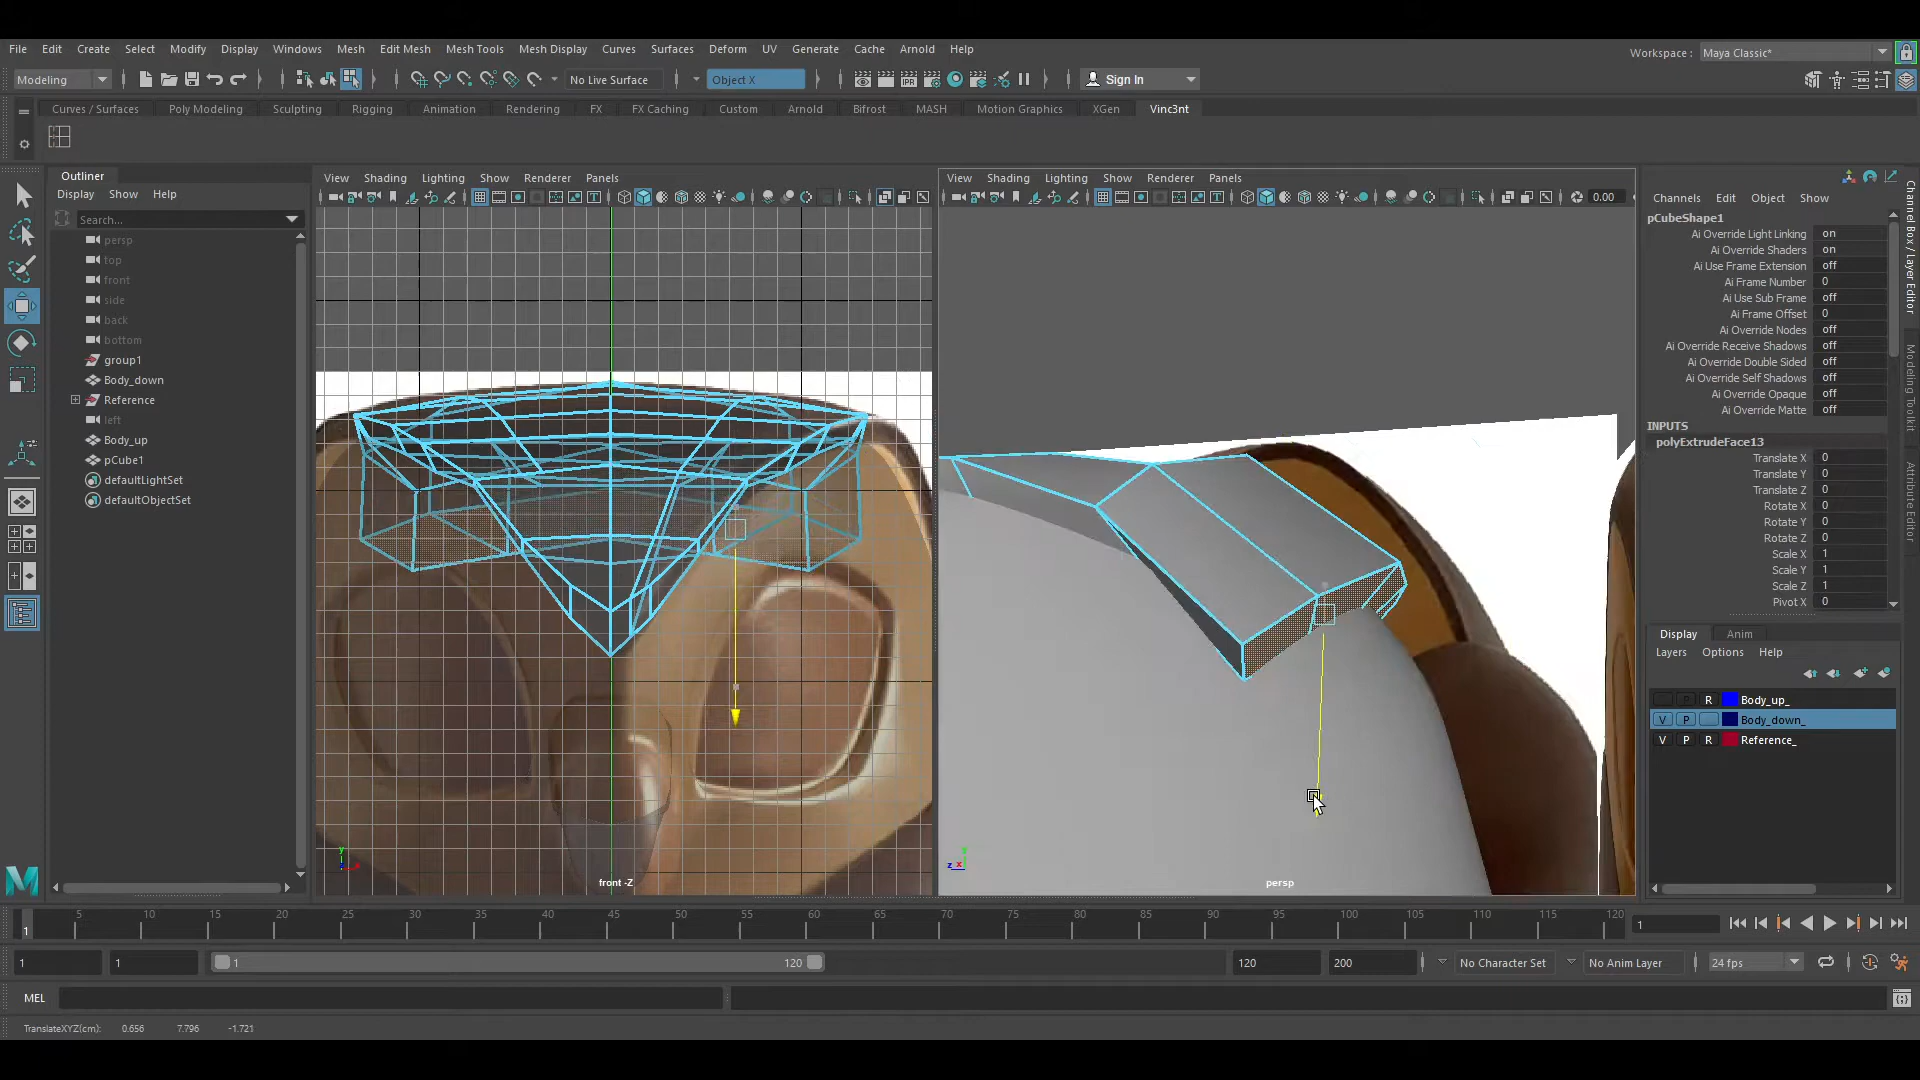 File Edit Create Select Modify Display Windows Mesh Edit Mesh Mesh Tools Mesh Display Curves Surfaces Deform UV Generate Cache Arnold Help
Workspace : Maya Classic*
Modeling
No Live Surface
Object X
Sign In
Curves / Surfaces Poly Modeling Sculpting Rigging Animation Rendering FX FX Caching Custom Arnold Bifrost MASH Motion Graphics XGen Vinc3nt
Outliner
Display Show Help
Search...
persp
top
front
side
back
bottom
group1
Body_down
Reference
left
Body_up
pCube1
defaultLightSet
defaultObjectSet
View Shading Lighting Show Renderer Panels
front -Z
View Shading Lighting Show Renderer Panels
0.00
persp
Channels Edit Object Show
pCubeShape1
Ai Override Light Linking on
Ai Override Shaders on
Ai Use Frame Extension off
Ai Frame Number 0
Ai Use Sub Frame off
Ai Frame Offset 0
Ai Override Nodes off
Ai Override Receive Shadows off
Ai Override Double Sided off
Ai Override Self Shadows off
Ai Override Opaque off
Ai Override Matte off
INPUTS
polyExtrudeFace13
Translate X 0
Translate Y 0
Translate Z 0
Rotate X 0
Rotate Y 0
Rotate Z 0
Scale X 1
Scale Y 1
Scale Z 1
Pivot X 0
Display Anim
Layers Options Help
R Body_up_
V P Body_down_
V P R Reference_
Channel Box / Layer Editor
Modeling Toolkit
Attribute Editor
5 10 15 20 25 30 35 40 45 50 55 60 65 70 75 80 85 90 95 100 105 110 115 120
1
1
1 1 1 120 120 200 No Character Set No Anim Layer 24 fps
MEL
TranslateXYZ(cm): 0.656 7.796 -1.721